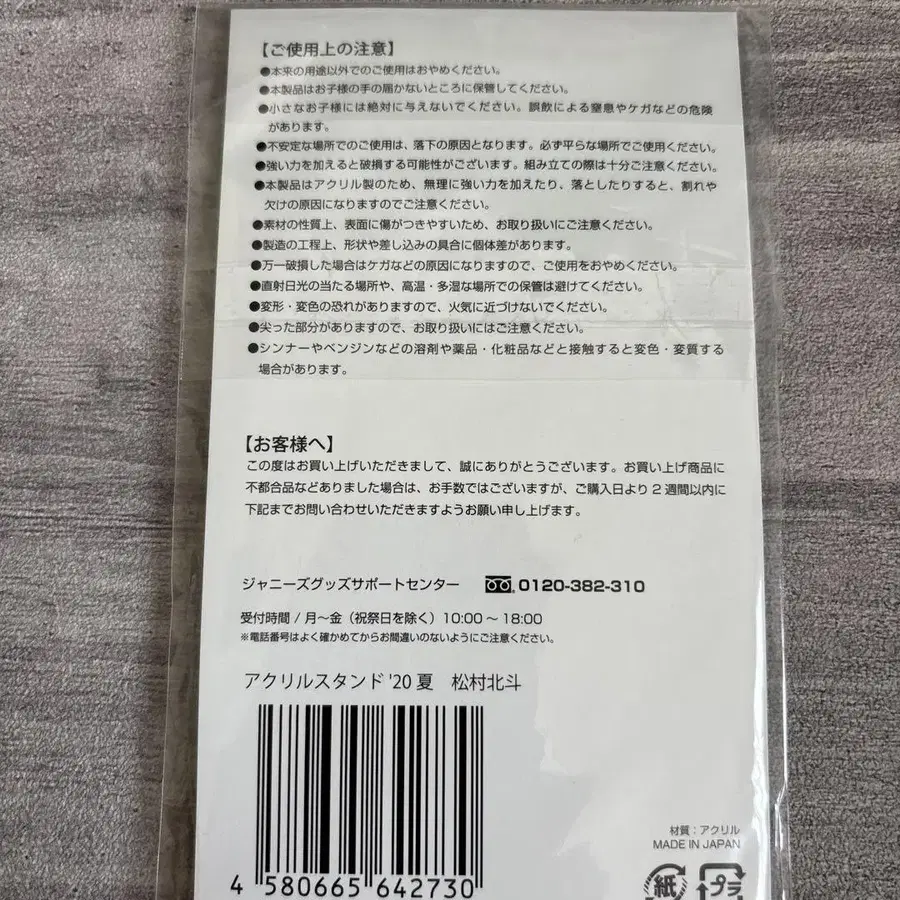 【ご使用上の注意】
●本来の用途以外でのご使用はおやめください。
●本製品はお子様の手の届かないところに保管してください。
●小さなお子様には絶対に与えないでください。誤飲による窒息やケガなどの危険
があります。
●不安定な場所でのご使用は、落下の原因となります。必ず平らな場所でご使用ください。
●強い力を加えると破損する可能性がございます。組み立ての際は十分ご注意ください。
●本製品はアクリル製のため、無理に強い力を加えたり、落としたりすると、割れや
欠けの原因になりますのでご注意ください。
●素材の性質上、表面に傷がつきやすいため、お取り扱いにご注意ください。
●製造の工程上、形状や差し込みの具合に個体差があります。
●万一破損した場合はケガなどの原因になりますので、ご使用をおやめください。
●直射日光の当たる場所や、高温・多湿な場所での保管は避けてください。
●変形・変色の恐れがありますので、火気に近づけないでください。
●尖った部分がありますので、お取り扱いにはご注意ください。
●シンナーやベンジンなどの溶剤や薬品・化粧品などと接触すると変色・変質する
場合があります。
【お客様へ】
この度はお買い上げいただきまして、誠にありがとうございます。お買い上げ商品に
不都合品などありました場合は、お手数ではございますが、ご購入日より2週間以内に
下記までお問い合わせいただきますようお願い申し上げます。
ジャニーズグッズサポートセンター 0120-382-310
受付時間/月〜金（祝祭日を除く）10:00〜18:00
※電話番号はよく確かめてからお間違いのないようにご注意ください。
アクリルスタンド'20夏 松村北斗
4 580665 642730
材質：アクリル
MADE IN JAPAN
紙 プラ